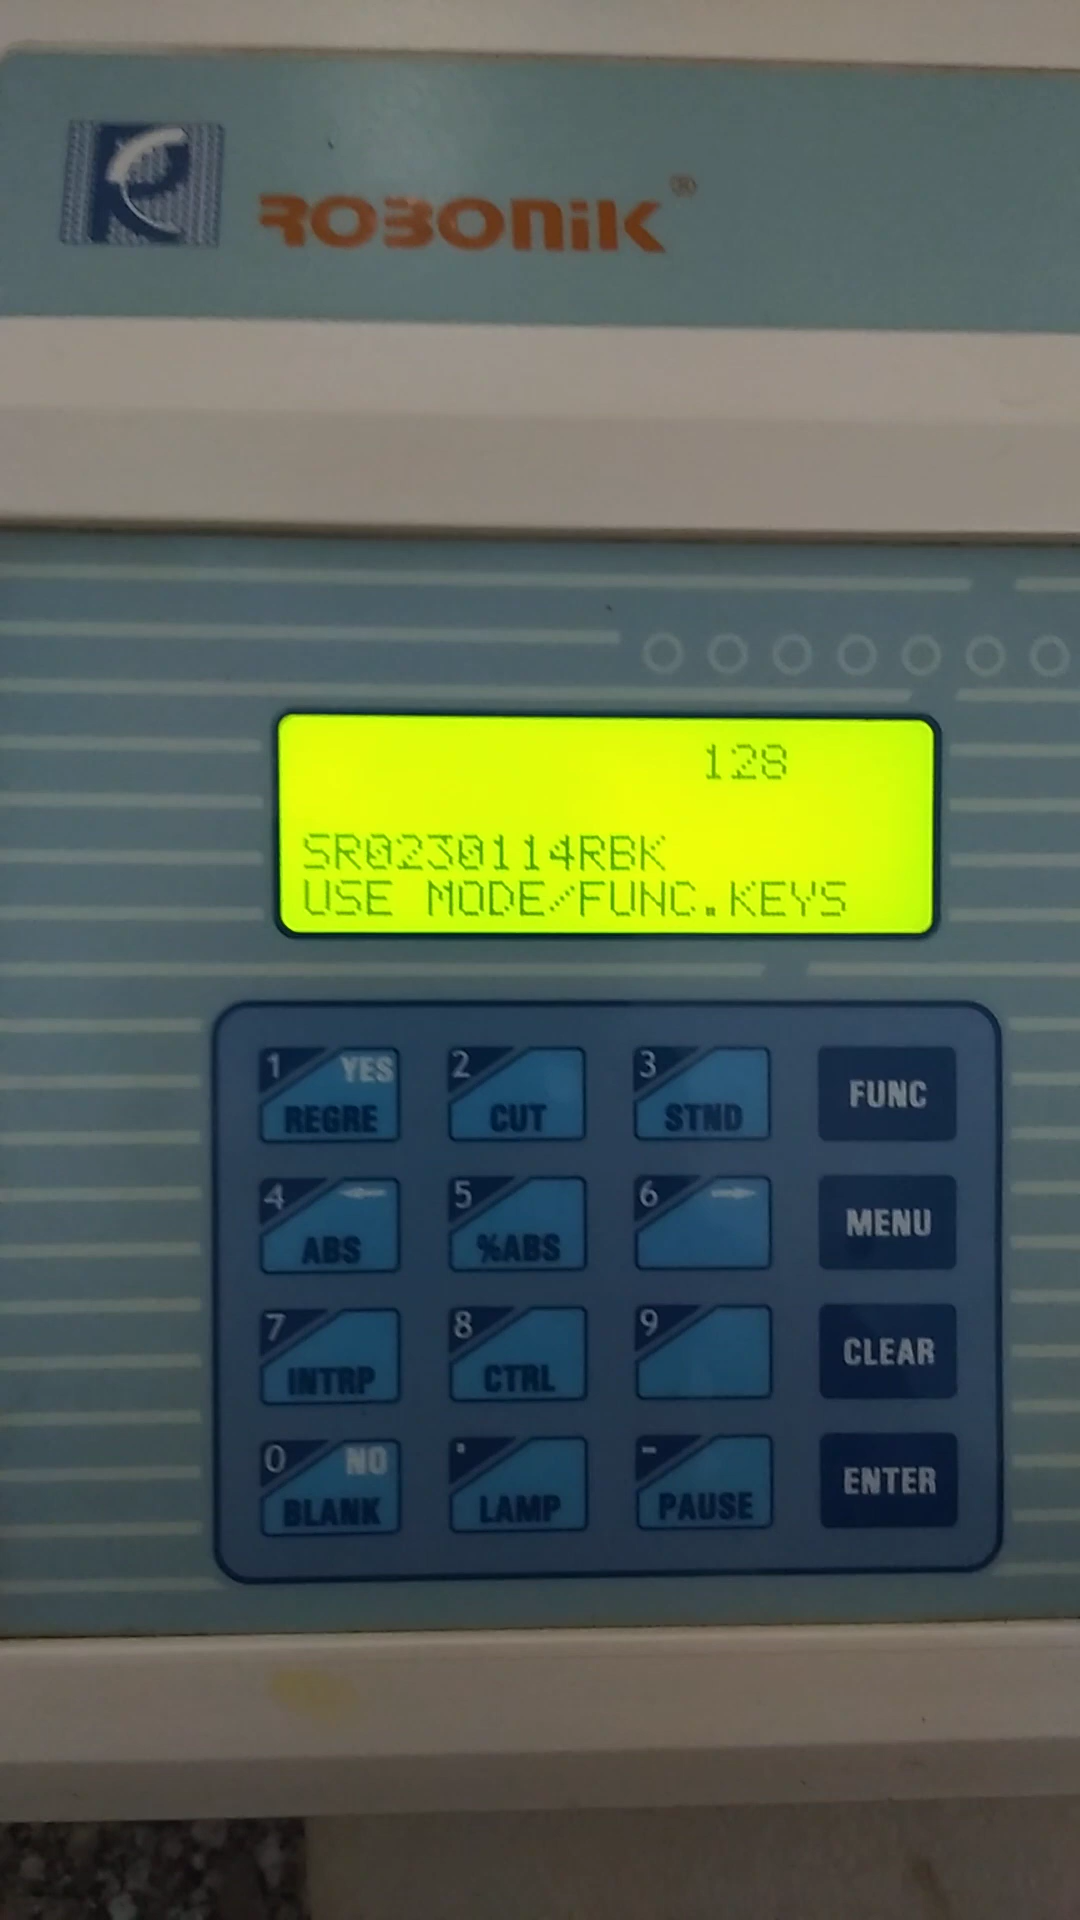 ROBONIK®
128
SR0230114RBK
USE MODE/FUNC.KEYS
1 YES REGRE
2 CUT
3 STND
FUNC
4 ABS
5 %ABS
6
MENU
7 INTRP
8 CTRL
9
CLEAR
0 NO BLANK
. LAMP
- PAUSE
ENTER